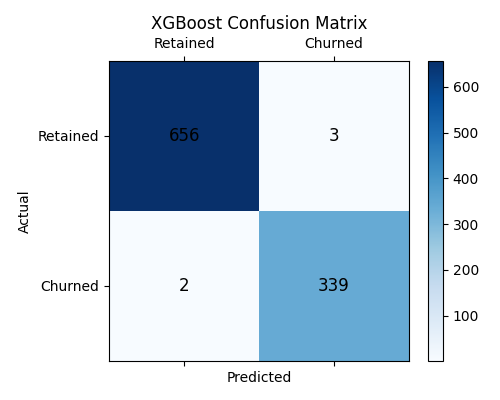 XGBoost Confusion Matrix
Retained Churned
Retained 656 3
Churned 2 339
Actual
Predicted
600
500
400
300
200
100